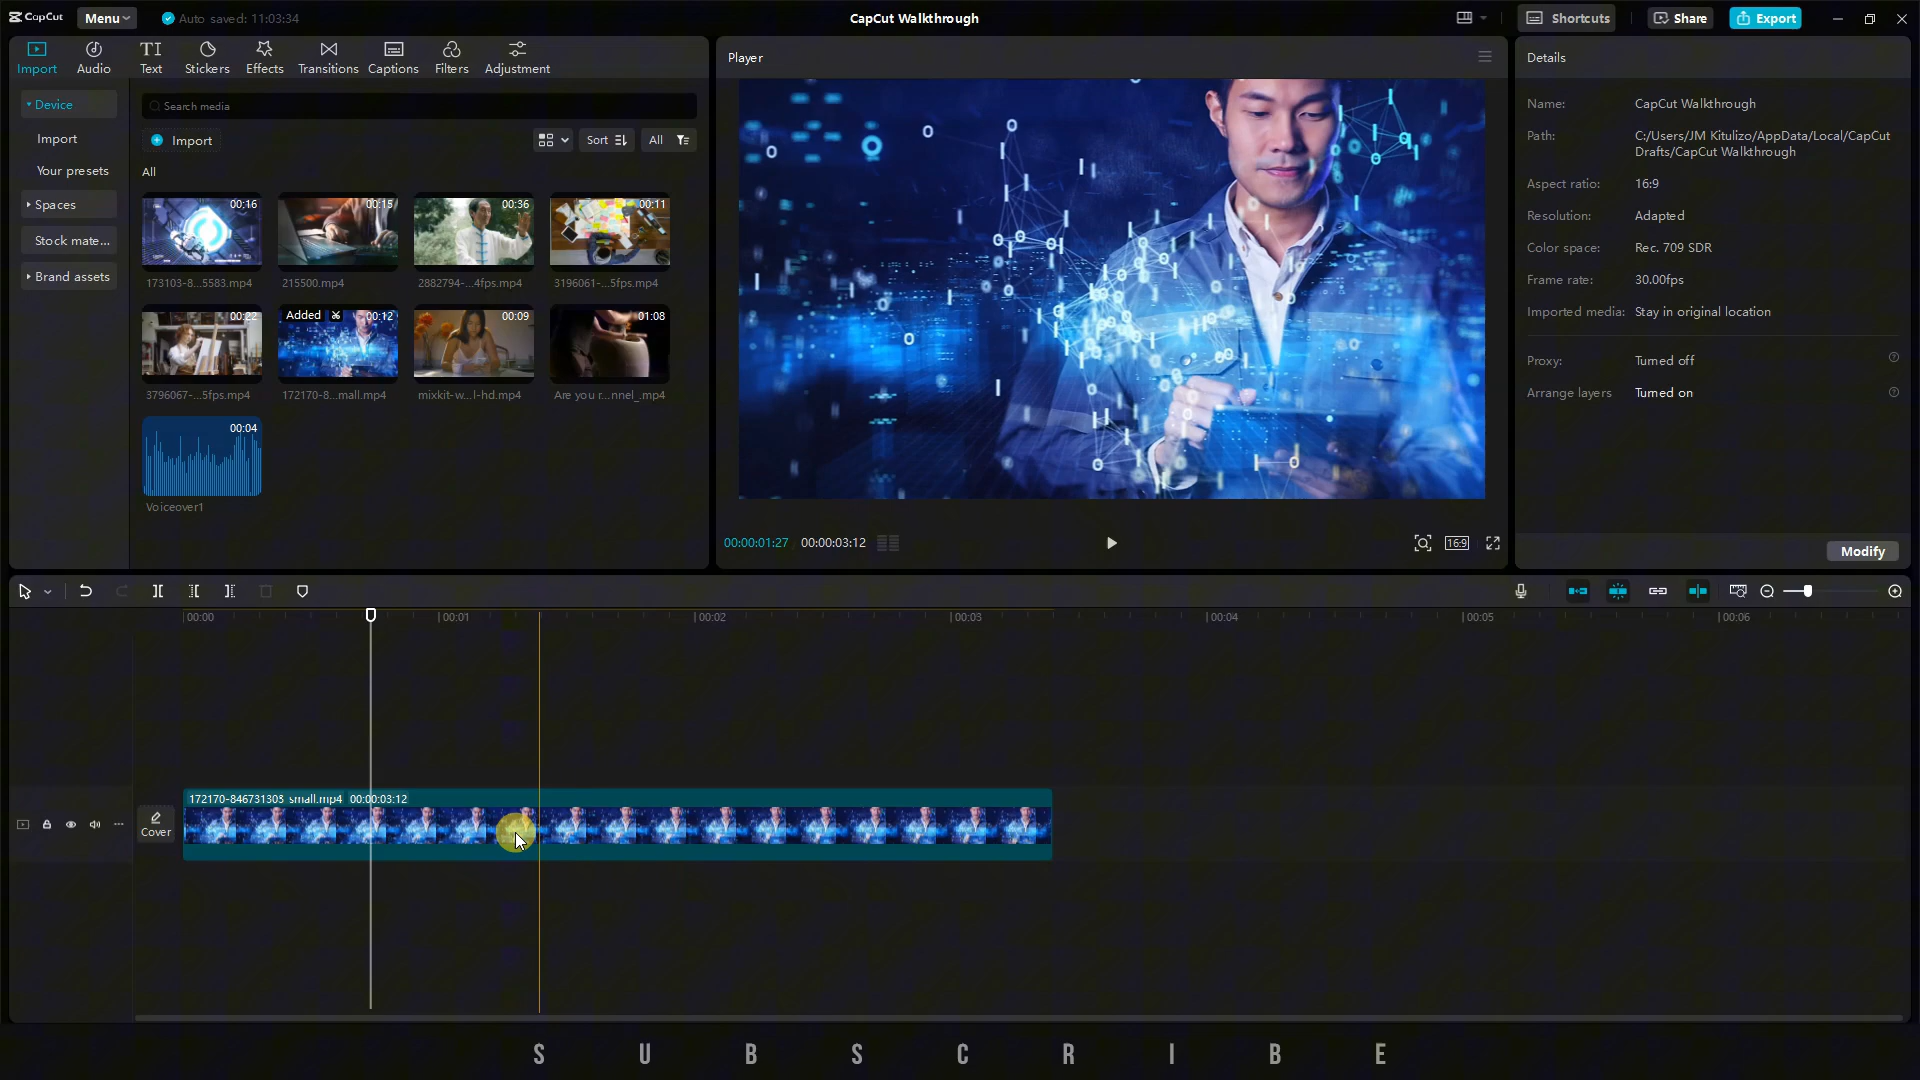 CapCut
Menu
Auto saved: 11:03:34
CapCut Walkthrough
Shortcuts
Share
Export
Import
Audio
Text
Stickers
Effects
Transitions
Captions
Filters
Adjustment
Device
Import
Your presets
Spaces
Stock mate...
Brand assets
Search media
Import
Sort
All
All
00:16
00:15
00:36
00:11
173103-8...5583.mp4
215500.mp4
2882794-...4fps.mp4
3196061-...5fps.mp4
00:22
Added
00:12
00:09
01:08
3796067-...5fps.mp4
172170-8...mall.mp4
mixkit-w...l-hd.mp4
Are you r...nnel_.mp4
00:04
Voiceover1
Player
00:00:01:27
00:00:03:12
16:9
Details
Name: CapCut Walkthrough
Path: C:/Users/JM Kitulizo/AppData/Local/CapCut
Drafts/CapCut Walkthrough
Aspect ratio: 16:9
Resolution: Adapted
Color space: Rec. 709 SDR
Frame rate: 30.00fps
Imported media: Stay in original location
Proxy: Turned off
Arrange layers Turned on
Modify
00:00
00:01
00:02
00:03
00:04
00:05
00:06
172170-846731303 small.mp4 00:00:03:12
Cover
SUBSCRIBE